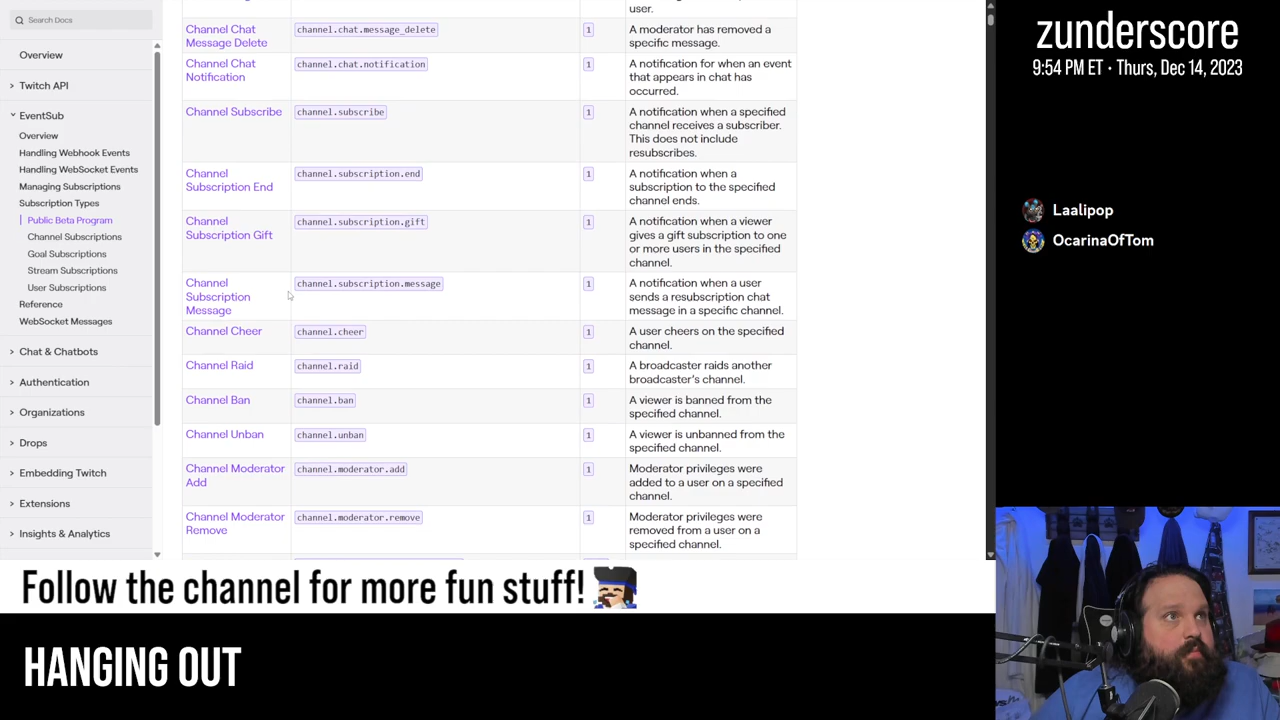 Search Docs
Overview
Twitch API
EventSub
Overview
Handling Webhook Events
Handling WebSocket Events
Managing Subscriptions
Subscription Types
Public Beta Program
Channel Subscriptions
Goal Subscriptions
Stream Subscriptions
User Subscriptions
Reference
WebSocket Messages
Chat & Chatbots
Authentication
Organizations
Drops
Embedding Twitch
Extensions
Insights & Analytics
user.
Channel Chat
Message Delete
channel.chat.message_delete
1
A moderator has removed a
specific message.
Channel Chat
Notification
channel.chat.notification
1
A notification for when an event
that appears in chat has
occurred.
Channel Subscribe
channel.subscribe
1
A notification when a specified
channel receives a subscriber.
This does not include
resubscribes.
Channel
Subscription End
channel.subscription.end
1
A notification when a
subscription to the specified
channel ends.
Channel
Subscription Gift
channel.subscription.gift
1
A notification when a viewer
gives a gift subscription to one
or more users in the specified
channel.
Channel
Subscription
Message
channel.subscription.message
1
A notification when a user
sends a resubscription chat
message in a specific channel.
Channel Cheer
channel.cheer
1
A user cheers on the specified
channel.
Channel Raid
channel.raid
1
A broadcaster raids another
broadcaster's channel.
Channel Ban
channel.ban
1
A viewer is banned from the
specified channel.
Channel Unban
channel.unban
1
A viewer is unbanned from the
specified channel.
Channel Moderator
Add
channel.moderator.add
1
Moderator privileges were
added to a user on a specified
channel.
Channel Moderator
Remove
channel.moderator.remove
1
Moderator privileges were
removed from a user on a
specified channel.
zunderscore
9:54 PM ET • Thurs, Dec 14, 2023
Laalipop
OcarinaOfTom
Follow the channel for more fun stuff!
HANGING OUT